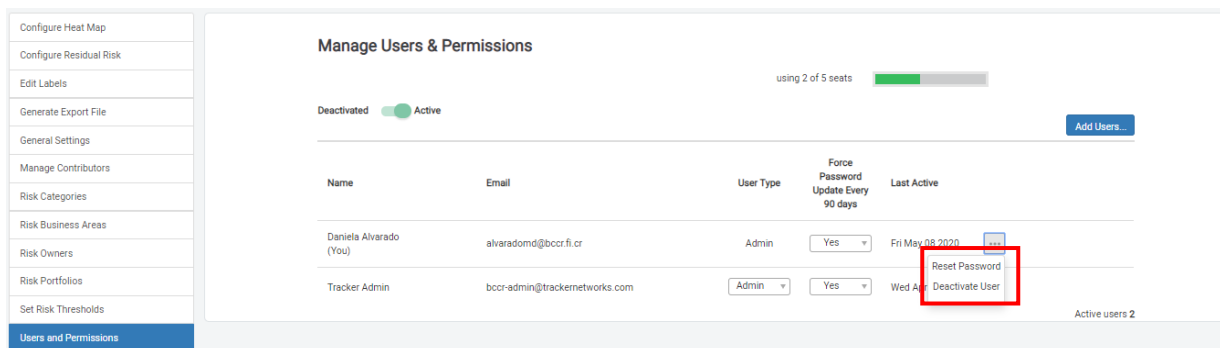 Configure Heat Map
Configure Residual Risk
Edit Labels
Generate Export File
General Settings
Manage Contributors
Risk Categories
Risk Business Areas
Risk Owners
Risk Portfolios
Set Risk Thresholds
Users and Permissions
Manage Users & Permissions
using 2 of 5 seats
Deactivated Active
Add Users...
Name Email User Type Force Password Update Every 90 days Last Active
Daniela Alvarado (You) alvaradomd@bccr.fi.cr Admin Yes Fri May 08 2020 ...
Reset Password
Deactivate User
Tracker Admin bccr-admin@trackernetworks.com Admin Yes Wed Apr
Active users 2